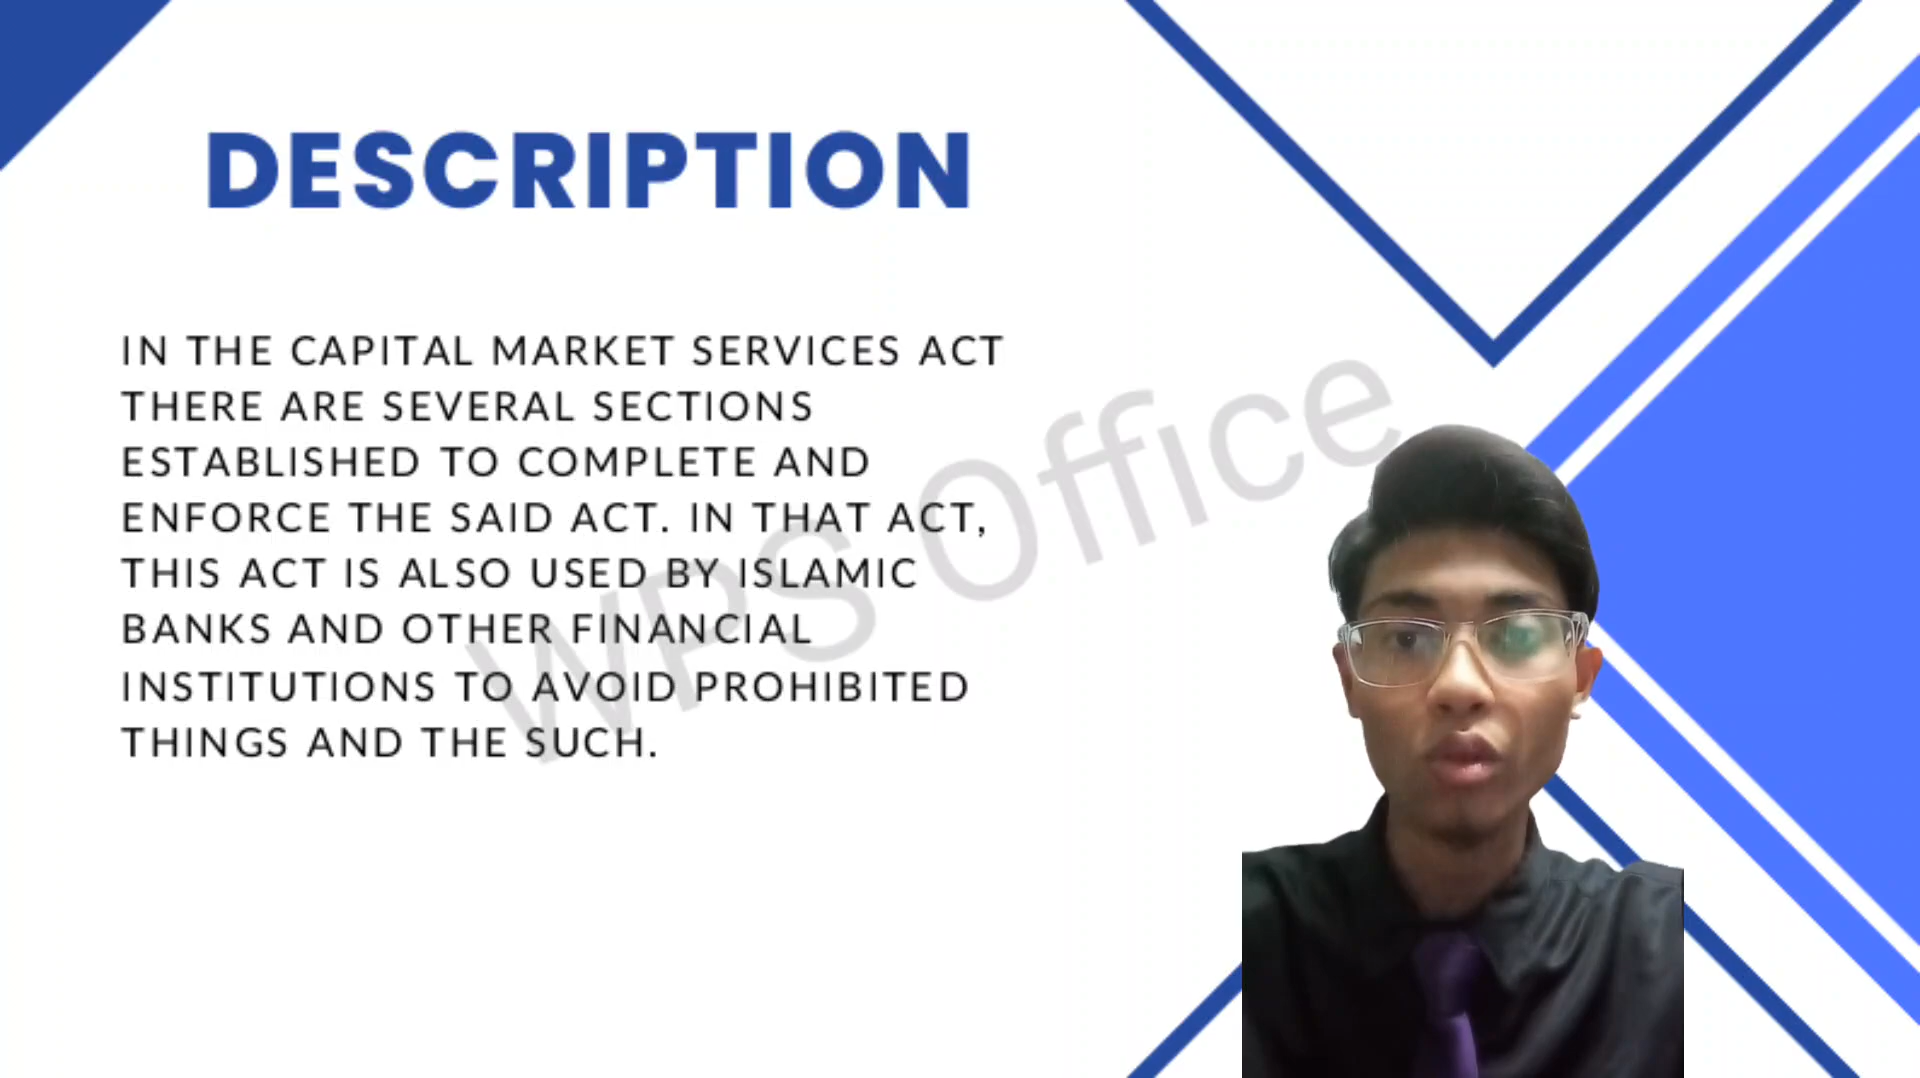 DESCRIPTION
IN THE CAPITAL MARKET SERVICES ACT
THERE ARE SEVERAL SECTIONS
ESTABLISHED TO COMPLETE AND
ENFORCE THE SAID ACT. IN THAT ACT,
THIS ACT IS ALSO USED BY ISLAMIC
BANKS AND OTHER FINANCIAL
INSTITUTIONS TO AVOID PROHIBITED
THINGS AND THE SUCH.
WPS Office